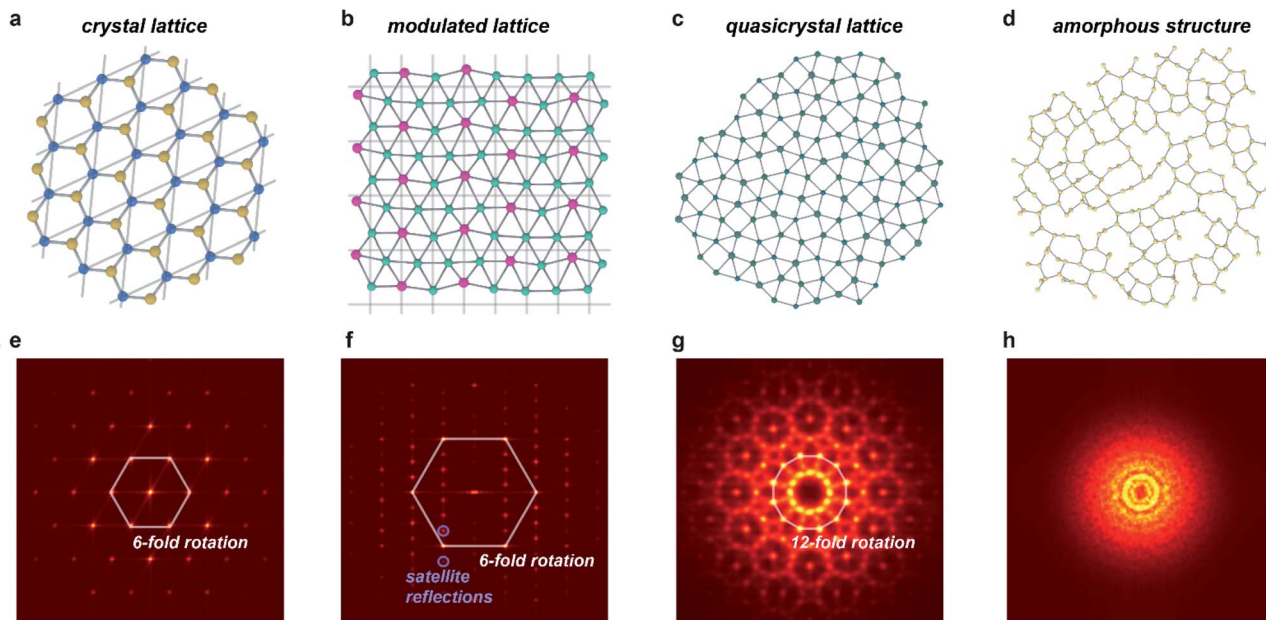 a
crystal lattice
b
modulated lattice
c
quasicrystal lattice
d
amorphous structure
e
6-fold rotation
f
6-fold rotation
satellite
reflections
g
12-fold rotation
h